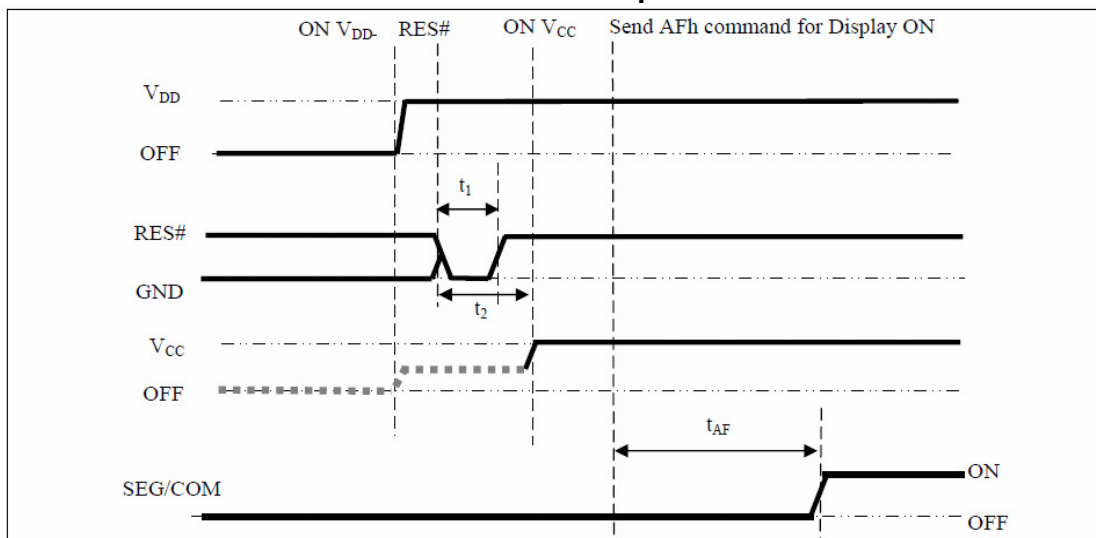 ON VDD- RES# ON VCC Send AFh command for Display ON
VDD
OFF
t1
RES#
GND
t2
VCC
OFF
tAF
SEG/COM
ON
OFF